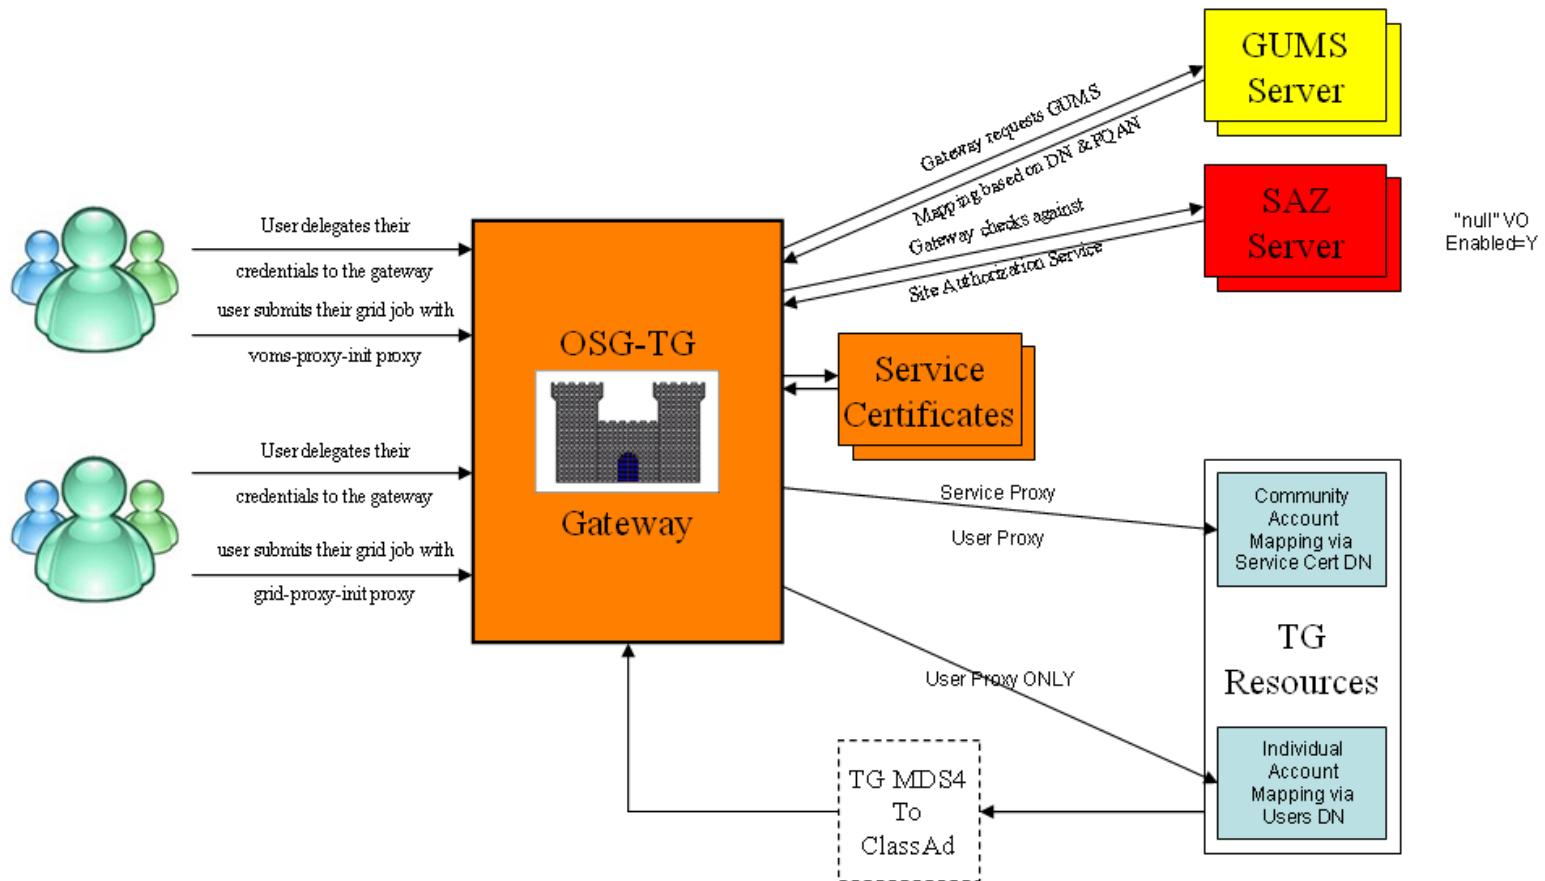 GUMS
Server
Gateway requests GUMS
Mapping based on DN & FQAN
SAZ
Server
"null" VO
Enabled=Y
Gateway checks against
Site Authorization Service
User delegates their
credentials to the gateway
user submits their grid job with
voms-proxy-init proxy
OSG-TG
Gateway
Service
Certificates
User delegates their
credentials to the gateway
user submits their grid job with
grid-proxy-init proxy
Service Proxy
User Proxy
User Proxy ONLY
Community
Account
Mapping via
Service Cert DN
TG
Resources
Individual
Account
Mapping via
Users DN
TG MDS4
To
ClassAd